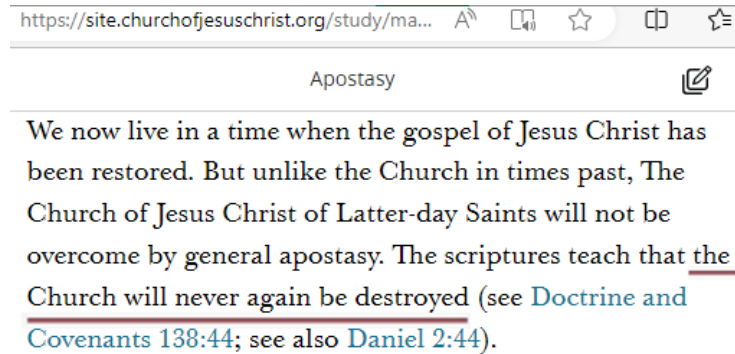 https://site.churchofjesuschrist.org/study/ma...
Apostasy
We now live in a time when the gospel of Jesus Christ has
been restored. But unlike the Church in times past, The
Church of Jesus Christ of Latter-day Saints will not be
overcome by general apostasy. The scriptures teach that the
Church will never again be destroyed (see Doctrine and
Covenants 138:44; see also Daniel 2:44).